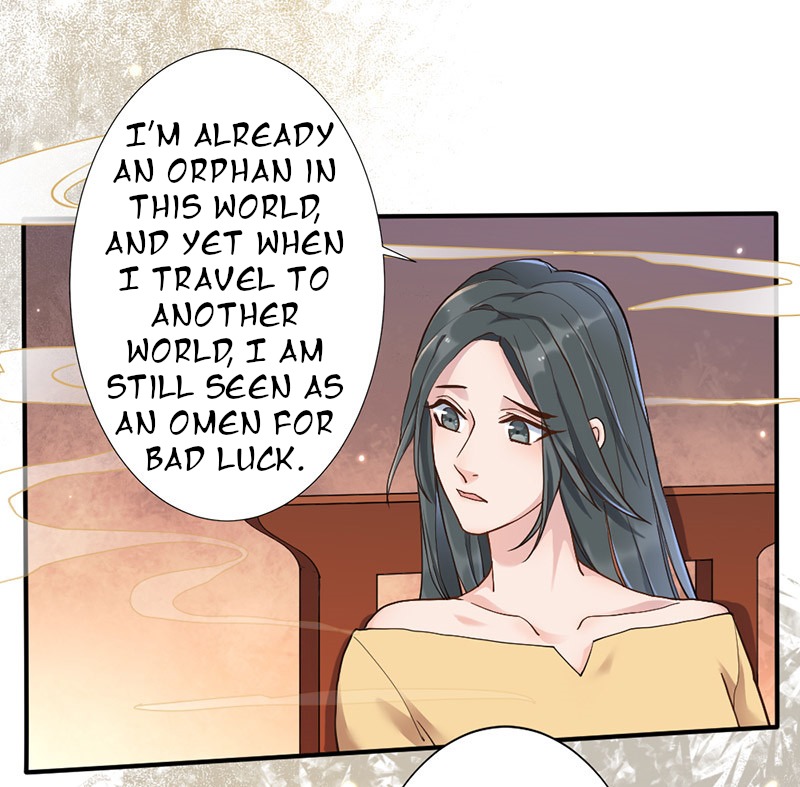 I'M ALREADY
AN ORPHAN IN
THIS WORLD,
AND YET WHEN
I TRAVEL TO
ANOTHER
WORLD, I AM
STILL SEEN AS
AN OMEN FOR
BAD LUCK.